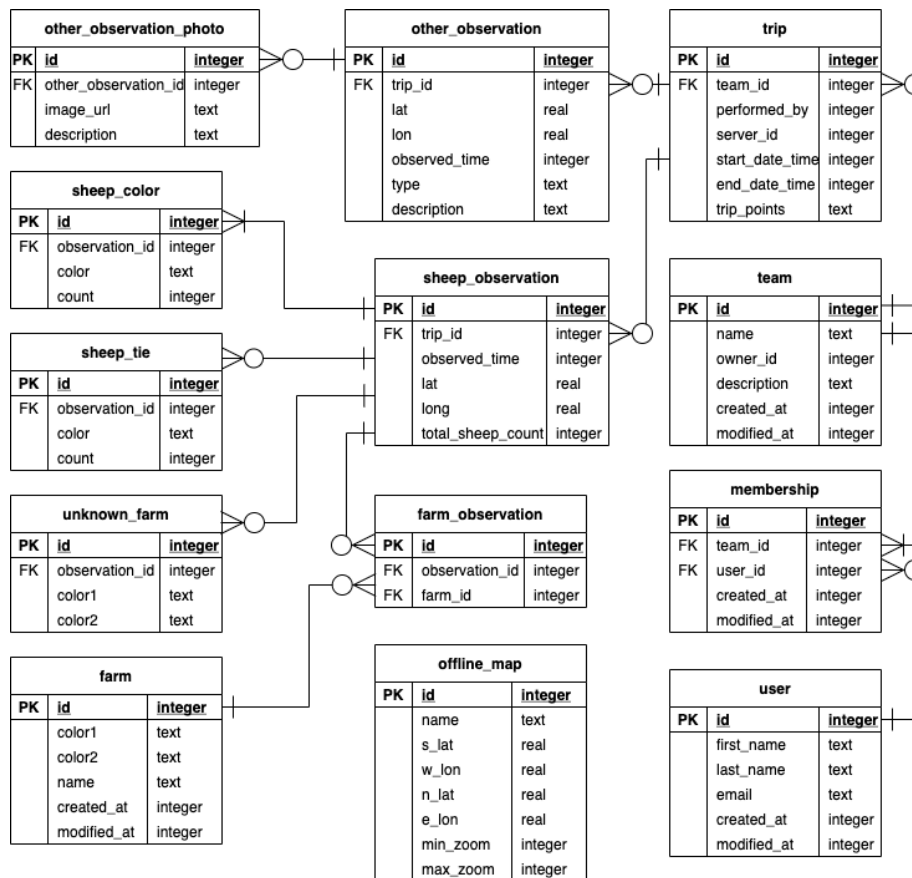 other_observation_photo
PK id integer
FK other_observation_id integer
image_url text
description text
other_observation
PK id integer
FK trip_id integer
lat real
lon real
observed_time integer
type text
description text
trip
PK id integer
FK team_id integer
performed_by integer
server_id integer
start_date_time integer
end_date_time integer
trip_points text
sheep_color
PK id integer
FK observation_id integer
color text
count integer
sheep_observation
PK id integer
FK trip_id integer
observed_time integer
lat real
long real
total_sheep_count integer
team
PK id integer
name text
owner_id integer
description text
created_at integer
modified_at integer
sheep_tie
PK id integer
FK observation_id integer
color text
count integer
unknown_farm
PK id integer
FK observation_id integer
color1 text
color2 text
farm_observation
PK id integer
FK observation_id integer
FK farm_id integer
membership
PK id integer
FK team_id integer
FK user_id integer
created_at integer
modified_at integer
farm
PK id integer
color1 text
color2 text
name text
created_at integer
modified_at integer
offline_map
PK id integer
name text
s_lat real
w_lon real
n_lat real
e_lon real
min_zoom integer
max_zoom integer
user
PK id integer
first_name text
last_name text
email text
created_at integer
modified_at integer